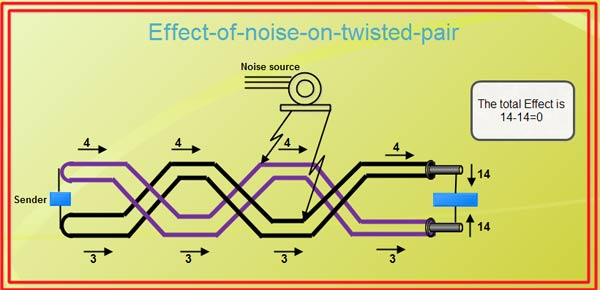 Effect-of-noise-on-twisted-pair
Noise source
The total Effect is
14-14=0
4
4
4
4
14
Sender
14
3
3
3
3